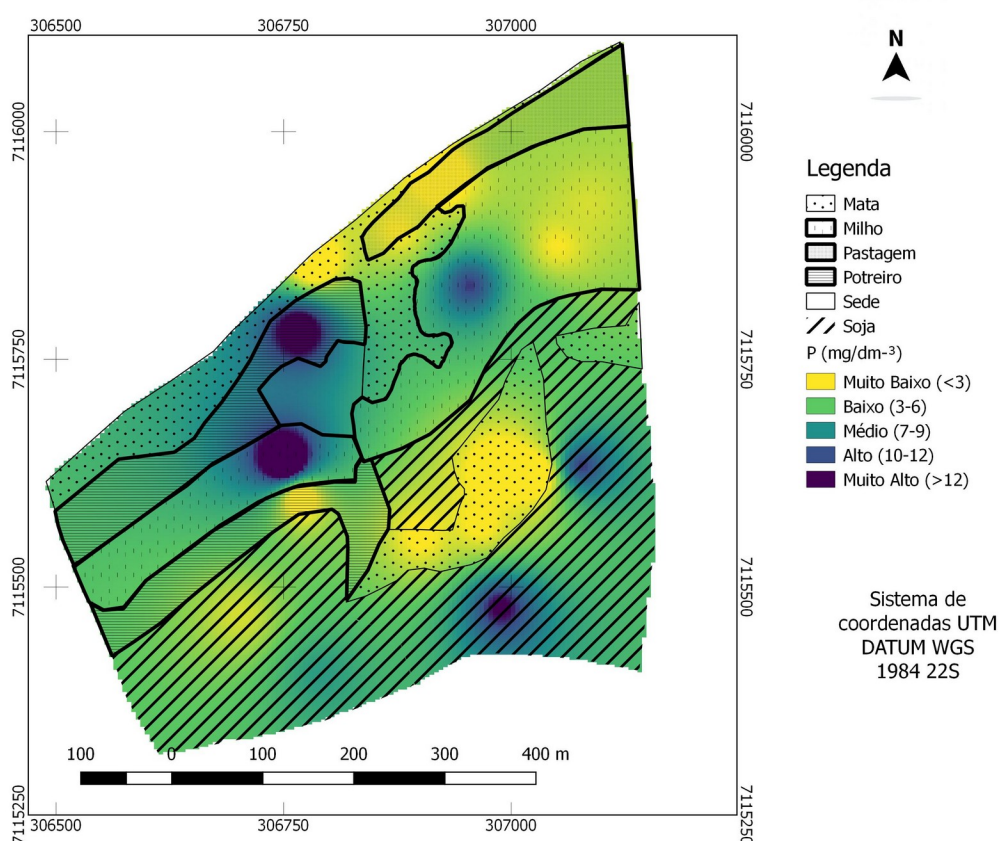 306500
306750
307000
N
7116000
7116000
Legenda
Mata
Milho
Pastagem
Potreiro
Sede
Soja
P (mg/dm-³)
Muito Baixo (<3)
Baixo (3-6)
Médio (7-9)
Alto (10-12)
Muito Alto (>12)
7115750
7115750
7115500
7115500
Sistema de
coordenadas UTM
DATUM WGS
1984 22S
100 0 100 200 300 400 m
7115250
7115250
306500
306750
307000